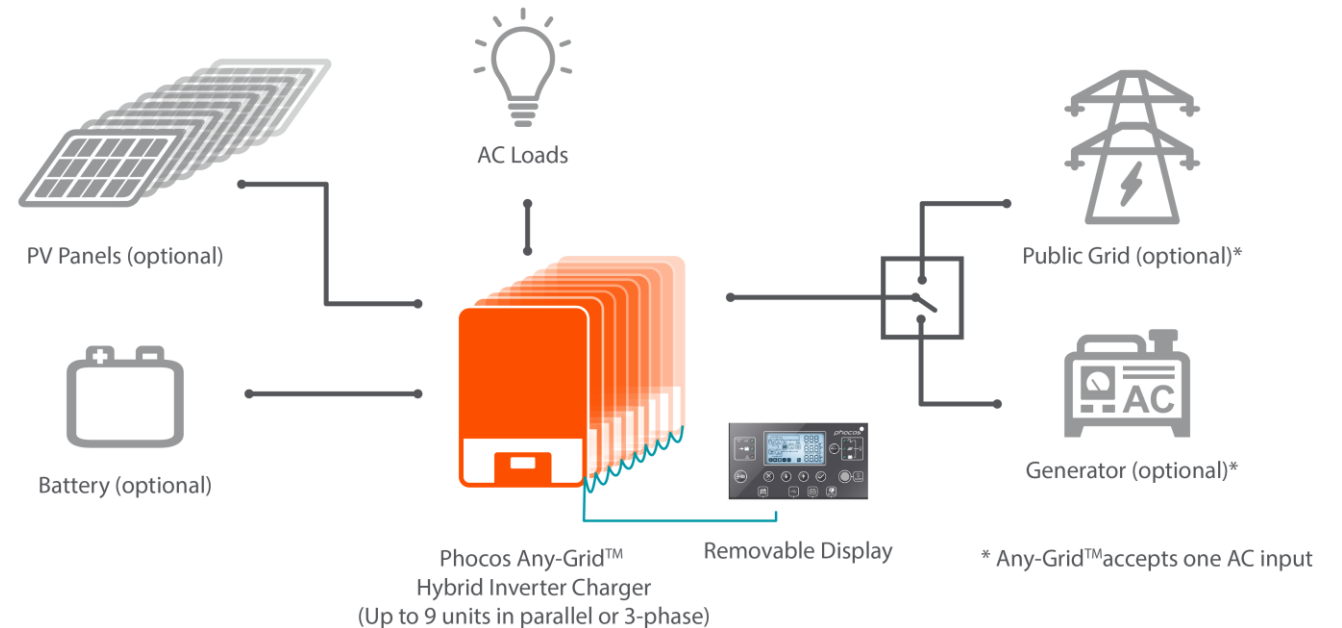 AC Loads
PV Panels (optional)
Public Grid (optional)*
AC
phocos
Battery (optional)
Generator (optional)*
Phocos Any-Grid™
Hybrid Inverter Charger
(Up to 9 units in parallel or 3-phase)
Removable Display
* Any-Grid™accepts one AC input